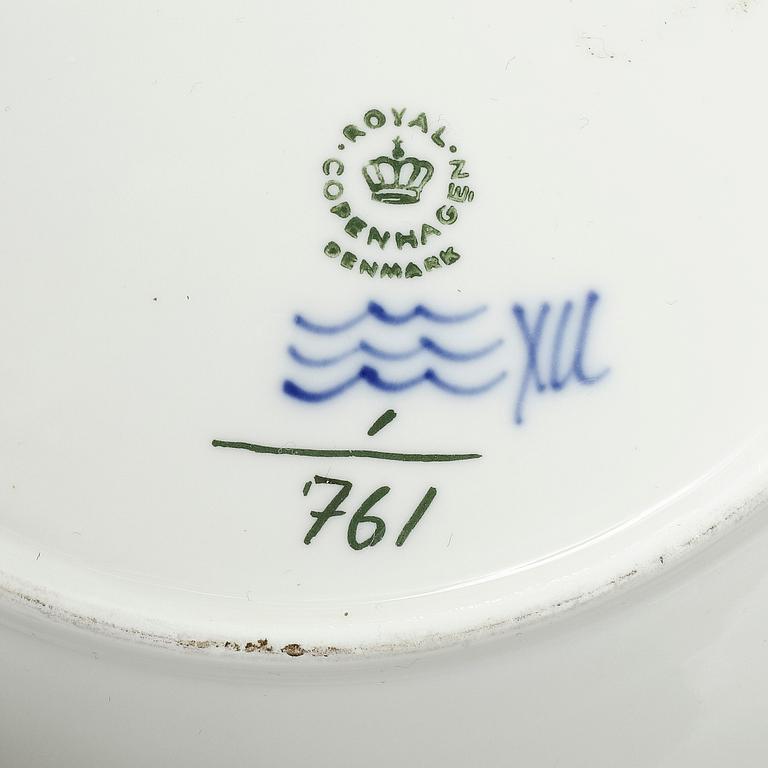 ROYAL
COPENHAGEN
DENMARK
XII
1
761